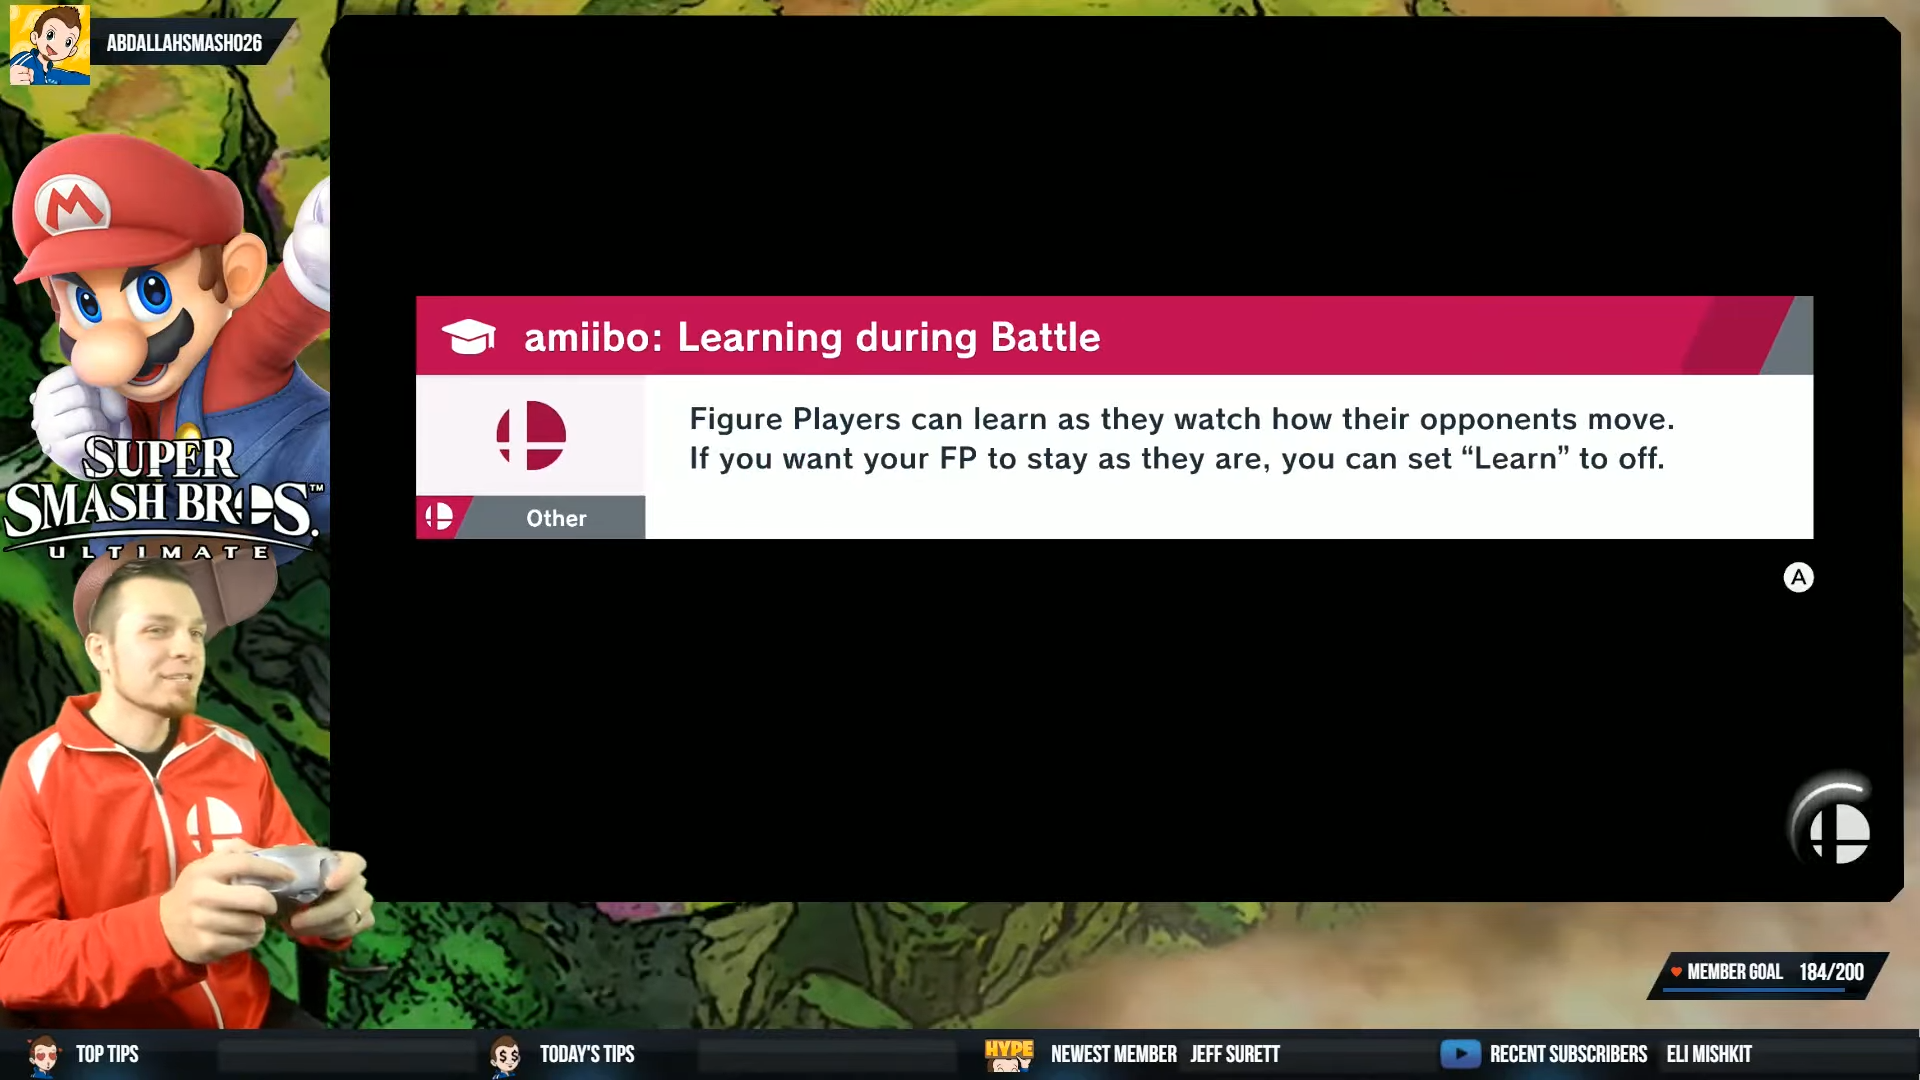 ABDALLAHSMASH026
M
SUPER
SMASH BROS.™
ULTIMATE
amiibo: Learning during Battle
Figure Players can learn as they watch how their opponents move.
If you want your FP to stay as they are, you can set “Learn” to off.
Other
A
MEMBER GOAL 184/200
TOP TIPS
TODAY'S TIPS
HYPE
NEWEST MEMBER JEFF SURETT
RECENT SUBSCRIBERS ELI MISHKIT